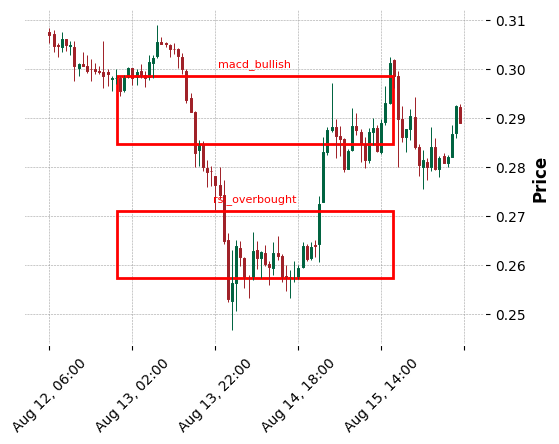 0.31
0.30
macd_bullish
0.29
0.28
0.27
rsi_overbought
0.26
0.25
Price
Aug 12, 06:00
Aug 13, 02:00
Aug 13, 22:00
Aug 14, 18:00
Aug 15, 14:00